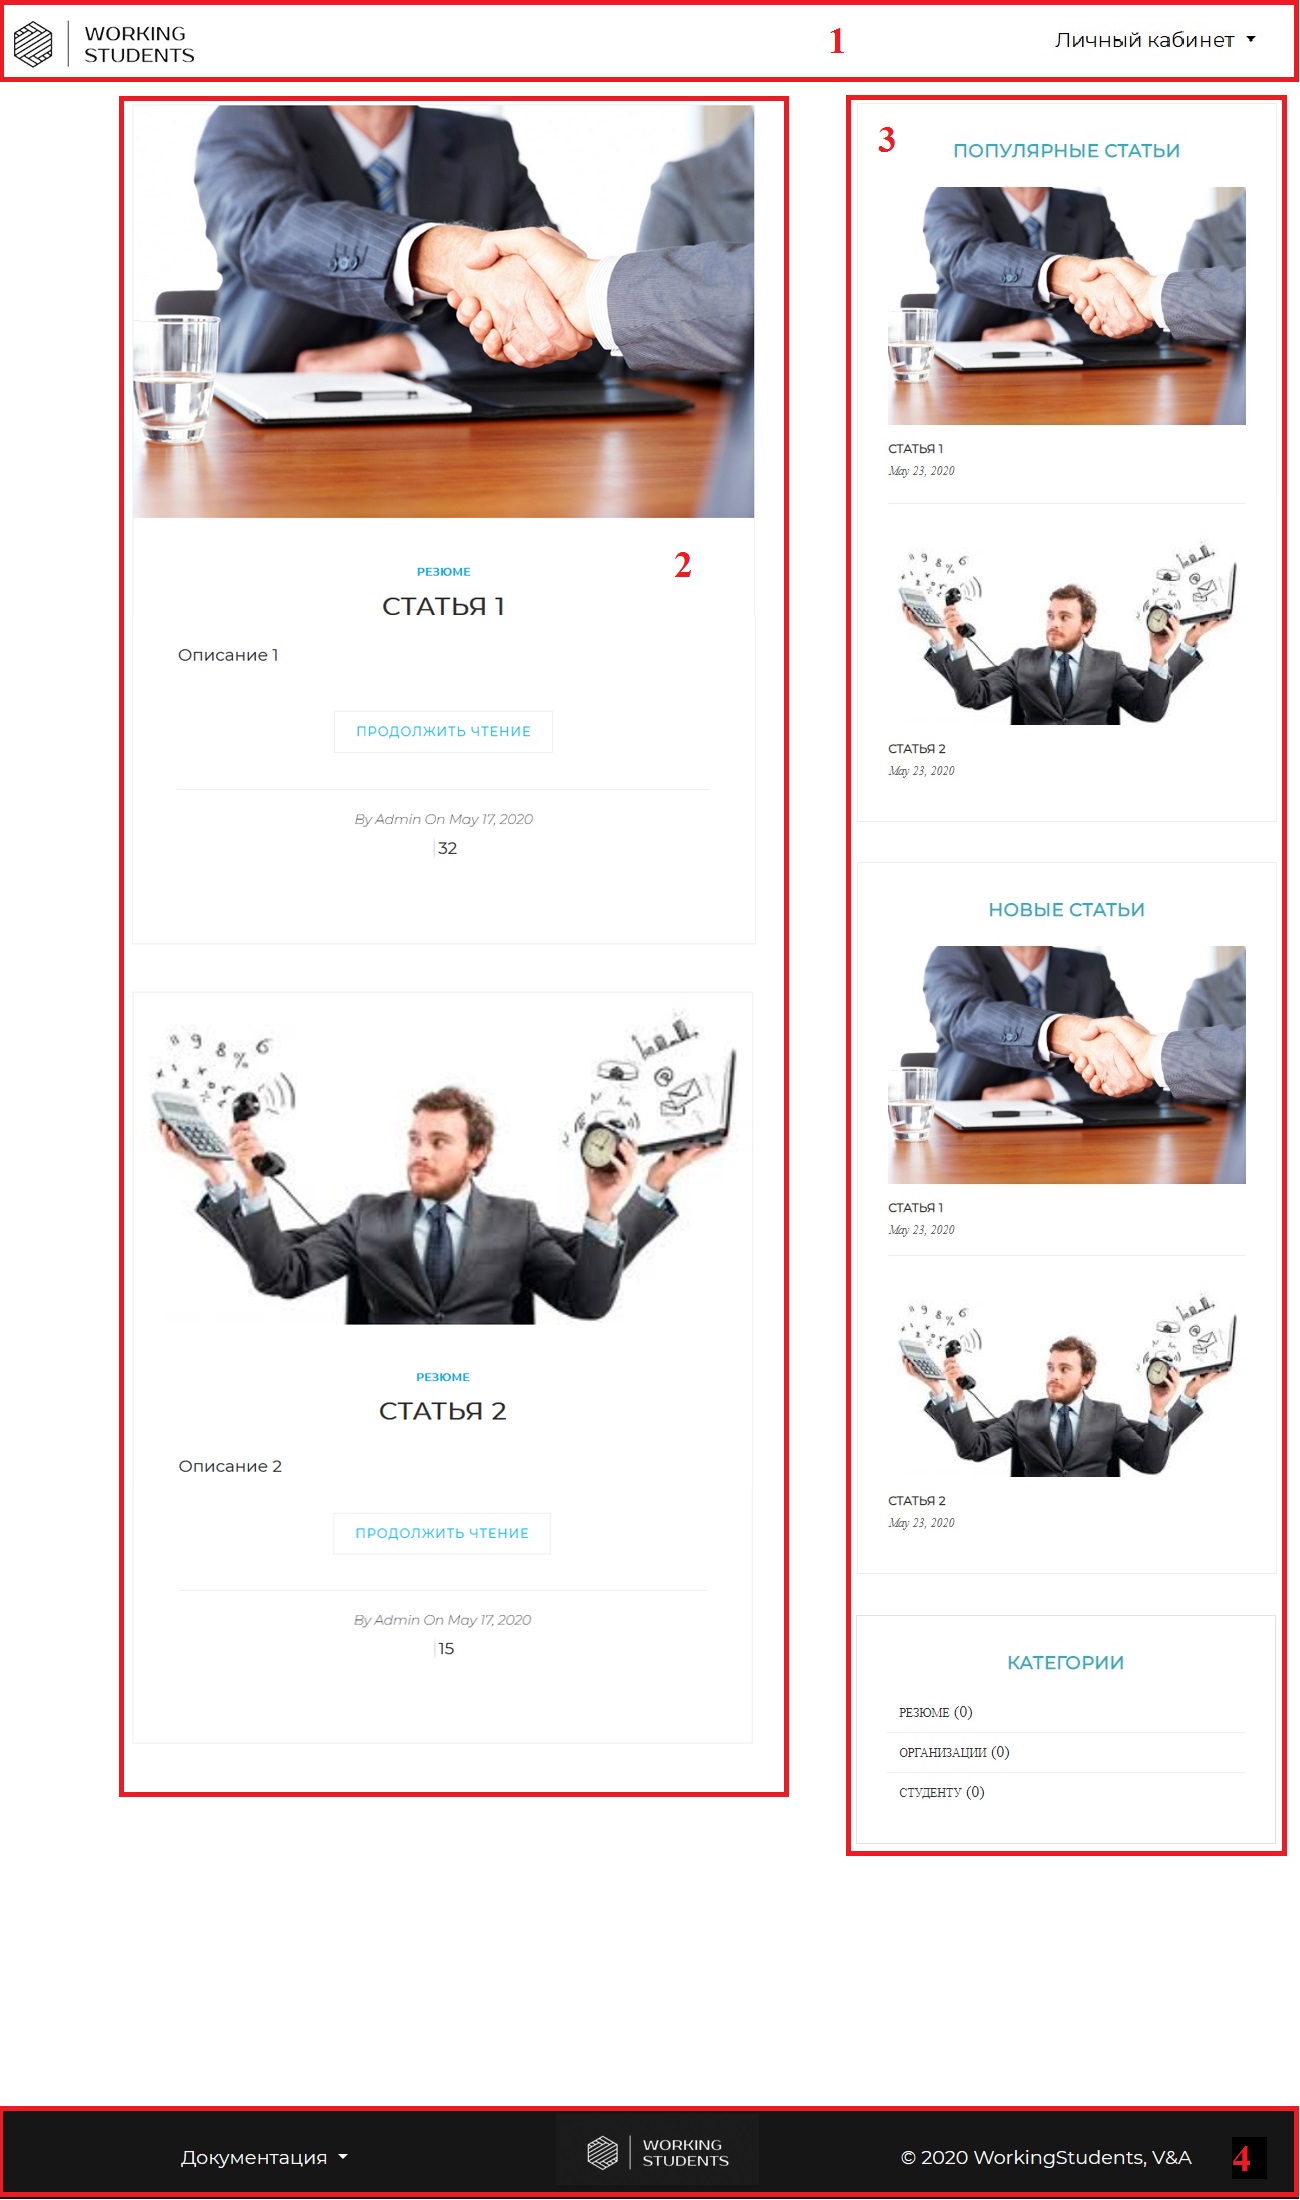 WORKING
STUDENTS
1
Личный кабинет
2
РЕЗЮМЕ
СТАТЬЯ 1
Описание 1
ПРОДОЛЖИТЬ ЧТЕНИЕ
By Admin On May 17, 2020
32
РЕЗЮМЕ
СТАТЬЯ 2
Описание 2
ПРОДОЛЖИТЬ ЧТЕНИЕ
By Admin On May 17, 2020
15
3
ПОПУЛЯРНЫЕ СТАТЬИ
СТАТЬЯ 1
May 23, 2020
СТАТЬЯ 2
May 23, 2020
НОВЫЕ СТАТЬИ
СТАТЬЯ 1
May 23, 2020
СТАТЬЯ 2
May 23, 2020
КАТЕГОРИИ
РЕЗЮМЕ (0)
ОРГАНИЗАЦИИ (0)
СТУДЕНТУ (0)
Документация
WORKING
STUDENTS
© 2020 WorkingStudents, V&A
4